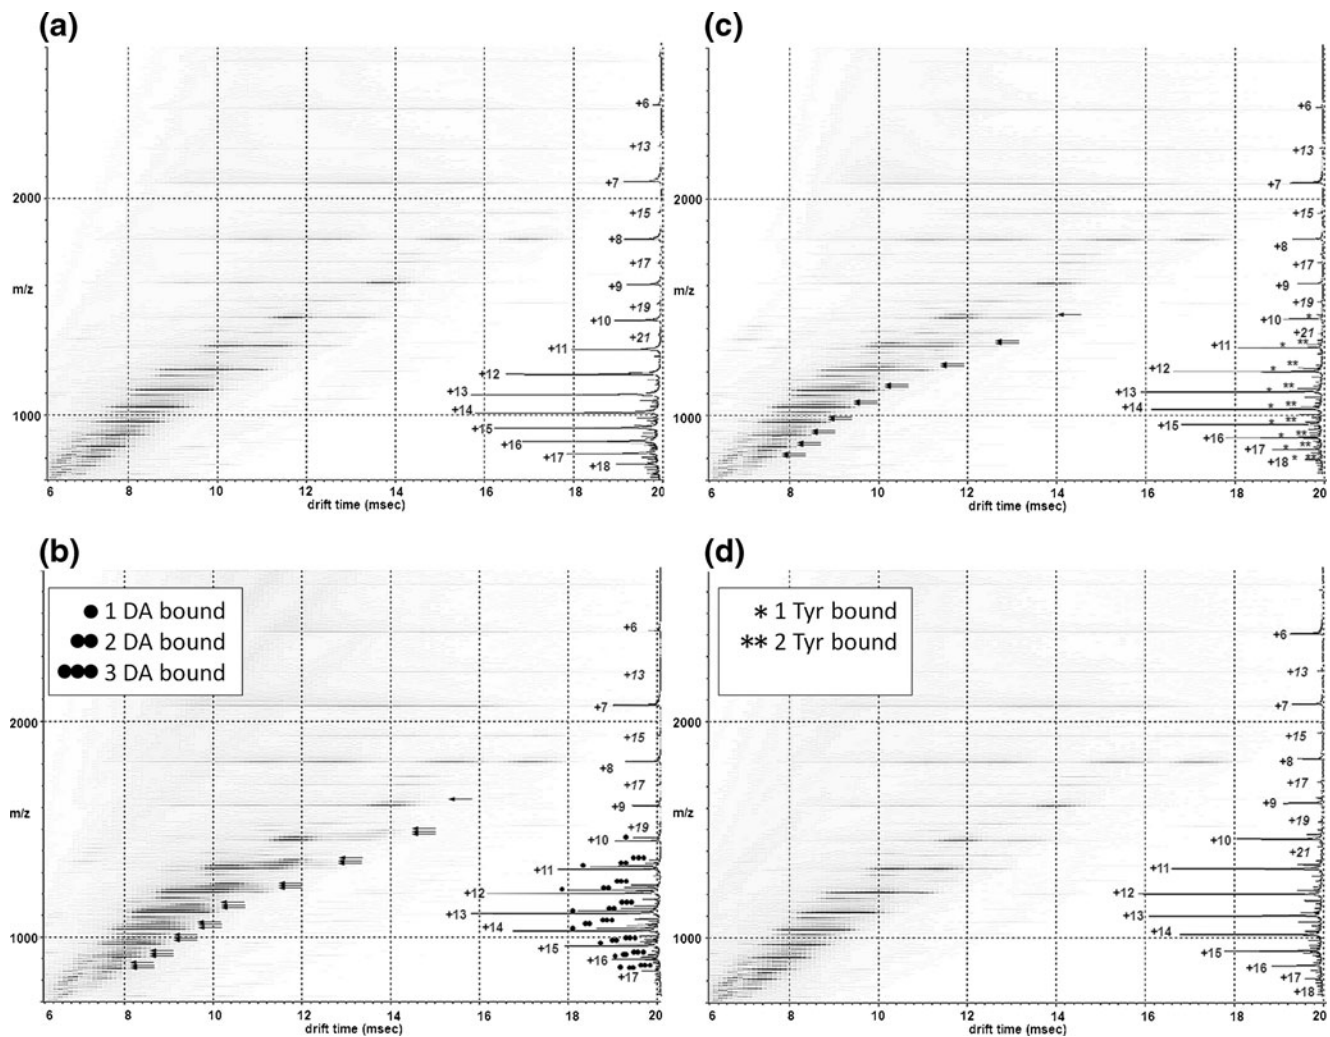 (a)
+6
+13
+7
2000
+15
+8
+17
m/z
+9
+19
+10
+21
+11
+12
+13
1000
+14
+15
+16
+17
+18
6 8 10 12 14 16 18 20
drift time (msec)
(c)
+6
+13
+7
2000
+15
+8
+17
m/z
+9
+19
*
+10
+21
+11 * **
+12 * **
+13 * **
1000
+14 * **
+15 * **
+16 * **
+17 * **
+18 * **
6 8 10 12 14 16 18 20
drift time (msec)
(b)
● 1 DA bound
●● 2 DA bound
●●● 3 DA bound
+6
+13
+7
2000
+15
+8
+17
m/z
+9
+19
+10
+11
+12
+13
1000
+14
+15
+16
+17
6 8 10 12 14 16 18 20
drift time (msec)
(d)
* 1 Tyr bound
** 2 Tyr bound
+6
+13
+7
2000
+15
+8
+17
m/z
+9
+19
+10
+21
+11
+12
+13
1000
+14
+15
+16
+17
+18
6 8 10 12 14 16 18 20
drift time (msec)